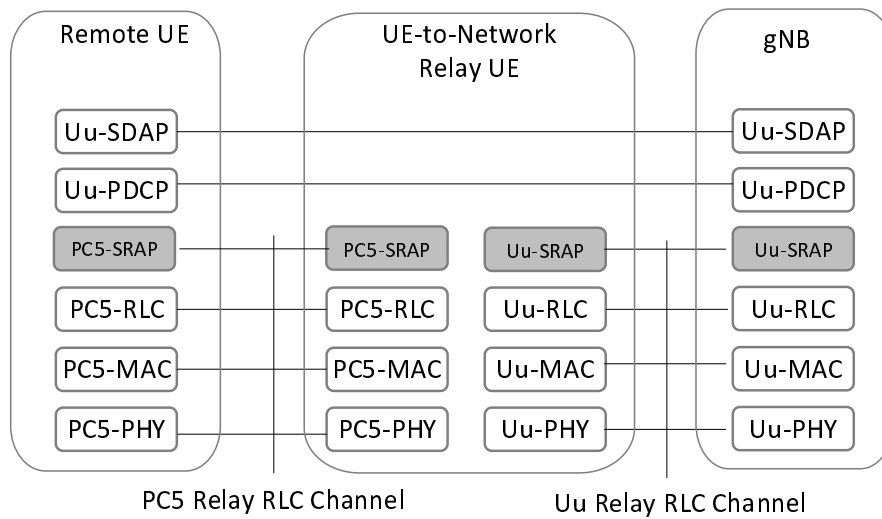 Remote UE
UE-to-Network
Relay UE
gNB
Uu-SDAP
Uu-SDAP
Uu-PDCP
Uu-PDCP
PC5-SRAP
PC5-SRAP
Uu-SRAP
Uu-SRAP
PC5-RLC
PC5-RLC
Uu-RLC
Uu-RLC
PC5-MAC
PC5-MAC
Uu-MAC
Uu-MAC
PC5-PHY
PC5-PHY
Uu-PHY
Uu-PHY
PC5 Relay RLC Channel
Uu Relay RLC Channel